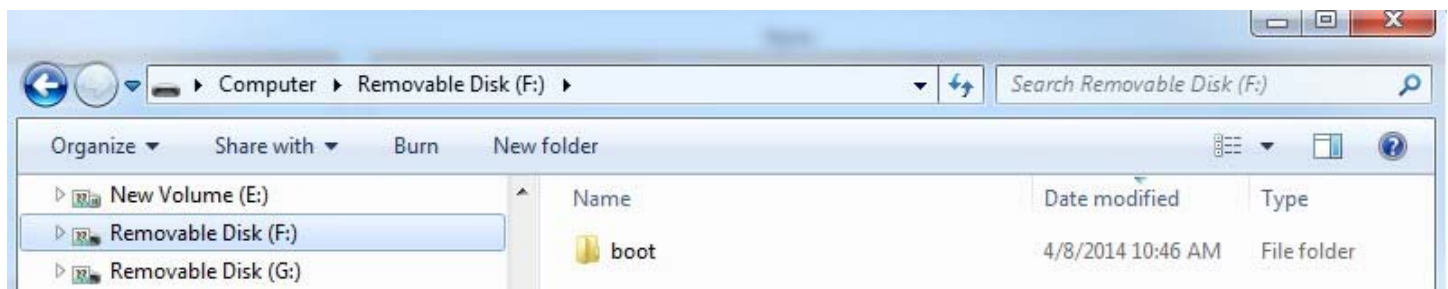 Computer Removable Disk (F:) Search Removable Disk (F:)
Organize Share with Burn New folder
New Volume (E:) Name Date modified Type
Removable Disk (F:) boot 4/8/2014 10:46 AM File folder
Removable Disk (G:)